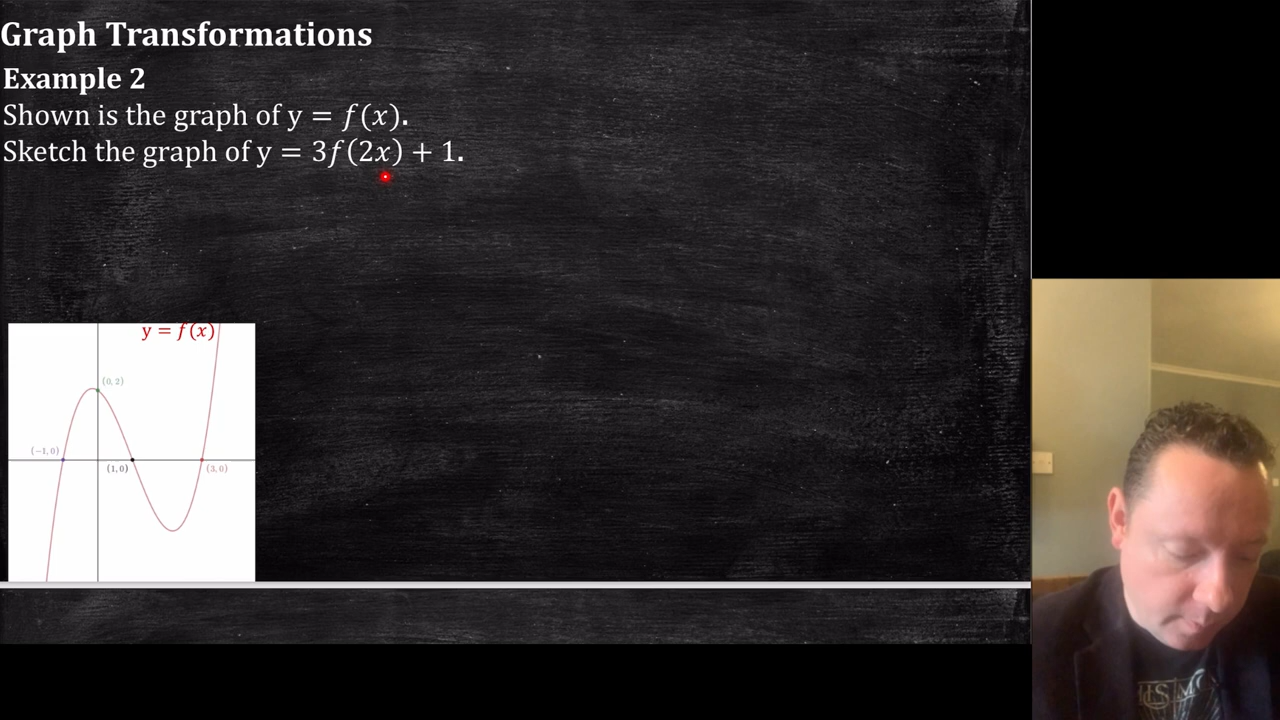 Graph Transformations
Example 2
Shown is the graph of y = f(x).
Sketch the graph of y = 3f(2x) + 1.
y = f(x)
(0, 2)
(−1, 0)
(1, 0)
(3, 0)